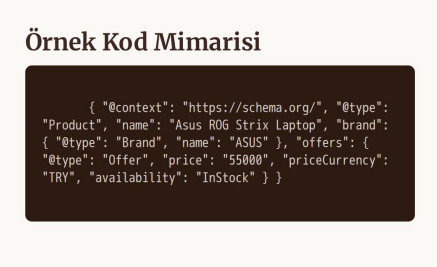 Örnek Kod Mimarisi
{ "@context": "https://schema.org/", "@type":
"Product", "name": "Asus ROG Strix Laptop", "brand":
{ "@type": "Brand", "name": "ASUS" }, "offers": {
"@type": "Offer", "price": "55000", "priceCurrency":
"TRY", "availability": "InStock" } }